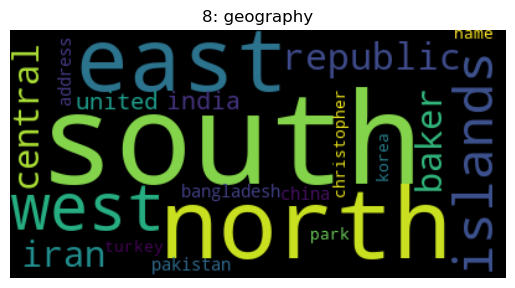 8: geography
name
east
republic
address
central
united
india
islands
south
christopher
baker
korea
bangladesh
china
west
north
park
iran
turkey
pakistan